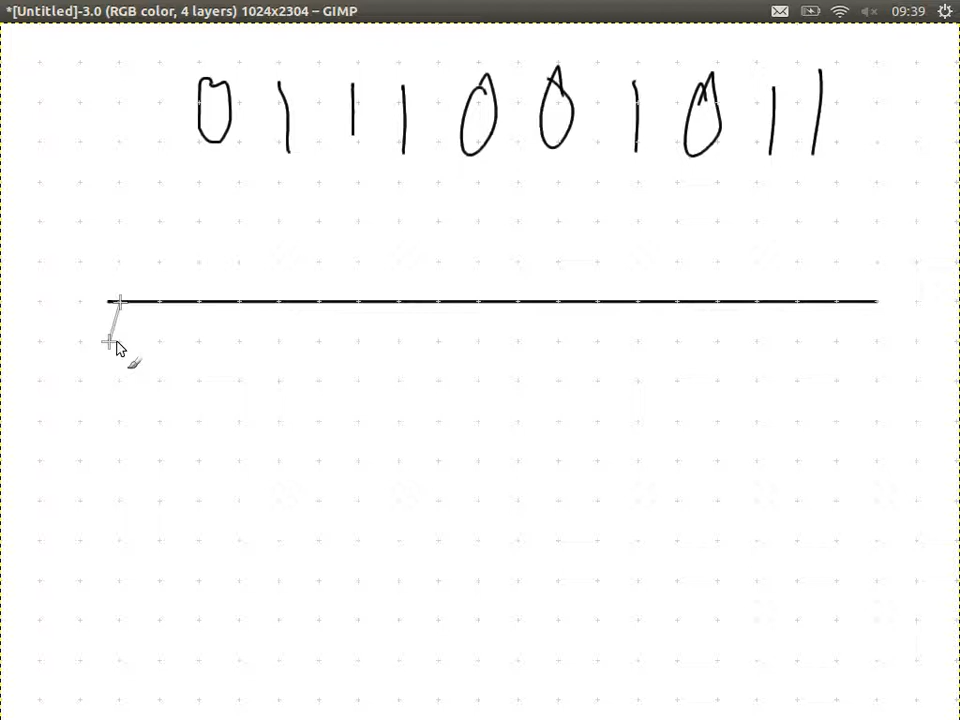 *[Untitled]-3.0 (RGB color, 4 layers) 1024x2304 – GIMP 09:39
0 1 1 1 0 0 1 0 1 1